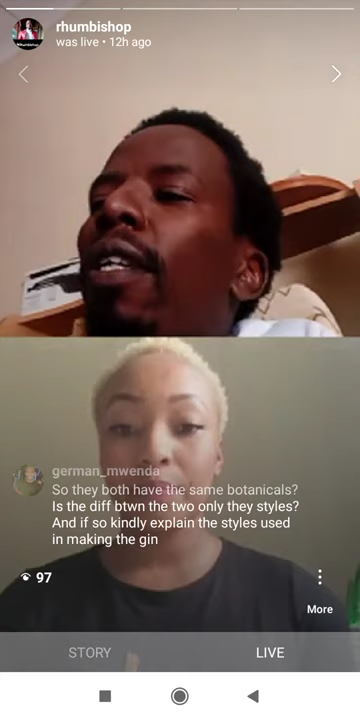 rhumbishop
was live • 12h ago
german_mwenda
So they both have the same botanicals?
Is the diff btwn the two only they styles?
And if so kindly explain the styles used
in making the gin
97
More
STORY
LIVE